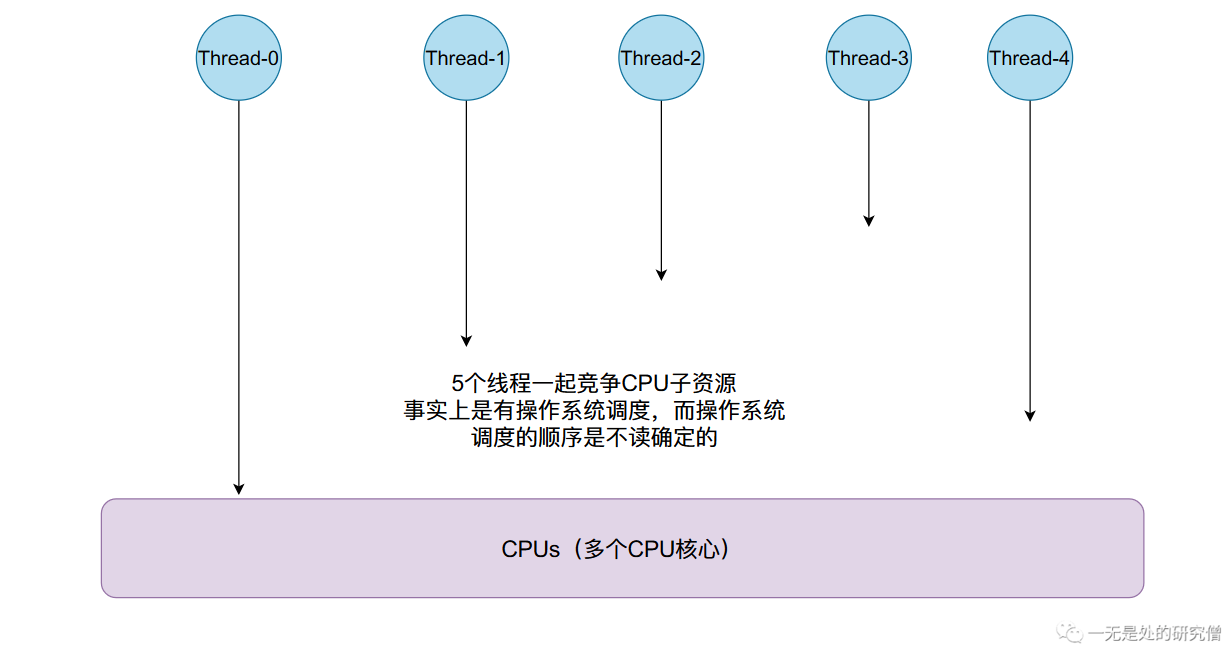 Thread-0
Thread-1
Thread-2
Thread-3
Thread-4
5个线程一起竞争CPU子资源
事实上是有操作系统调度，而操作系统
调度的顺序是不读确定的
CPUs（多个CPU核心）
一无是处的研究僧